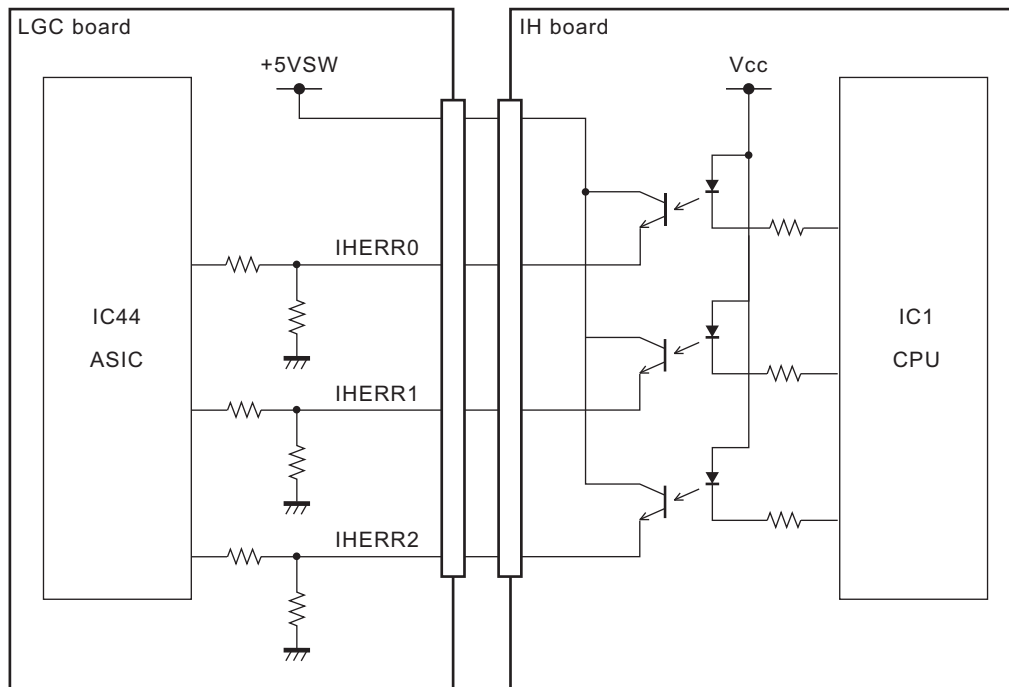 LGC board
IH board
+5VSW
Vcc
IHERR0
IC44
ASIC
IC1
CPU
IHERR1
IHERR2